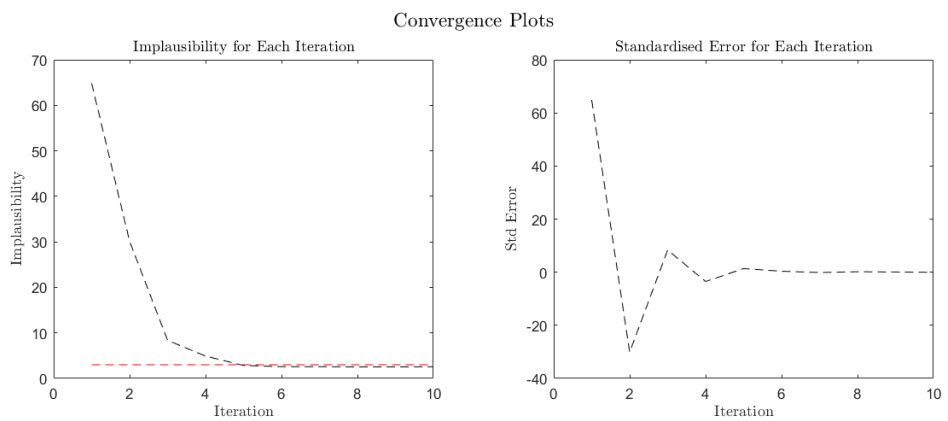 Convergence Plots
Implausibility for Each Iteration
70
60
50
40
30
20
10
0
0 2 4 6 8 10
Implausibility
Iteration
Standardised Error for Each Iteration
80
60
40
20
0
-20
-40
0 2 4 6 8 10
Std Error
Iteration